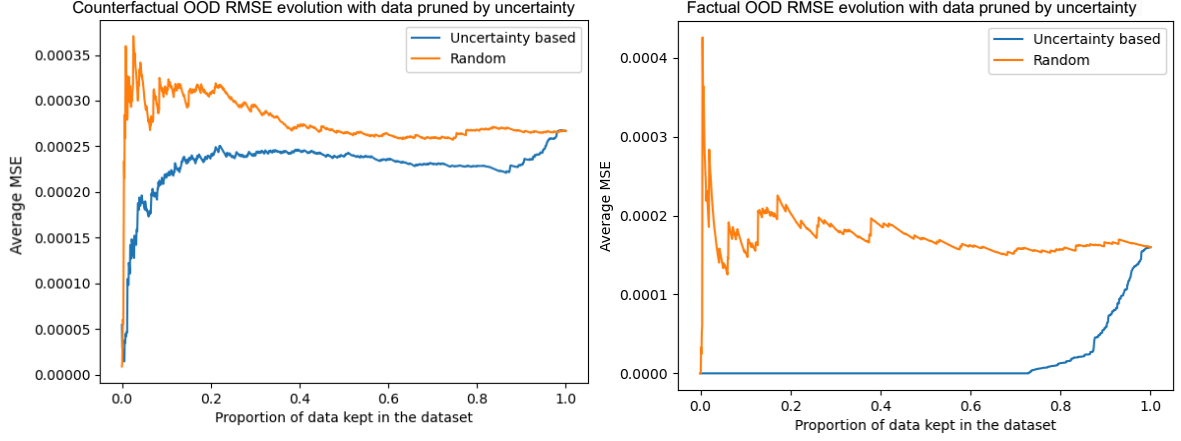 Counterfactual OOD RMSE evolution with data pruned by uncertainty
Average MSE
0.00035
0.00030
0.00025
0.00020
0.00015
0.00010
0.00005
0.00000
Uncertainty based
Random
0.0 0.2 0.4 0.6 0.8 1.0
Proportion of data kept in the dataset
Factual OOD RMSE evolution with data pruned by uncertainty
Average MSE
0.0004
0.0003
0.0002
0.0001
0.0000
Uncertainty based
Random
0.0 0.2 0.4 0.6 0.8 1.0
Proportion of data kept in the dataset